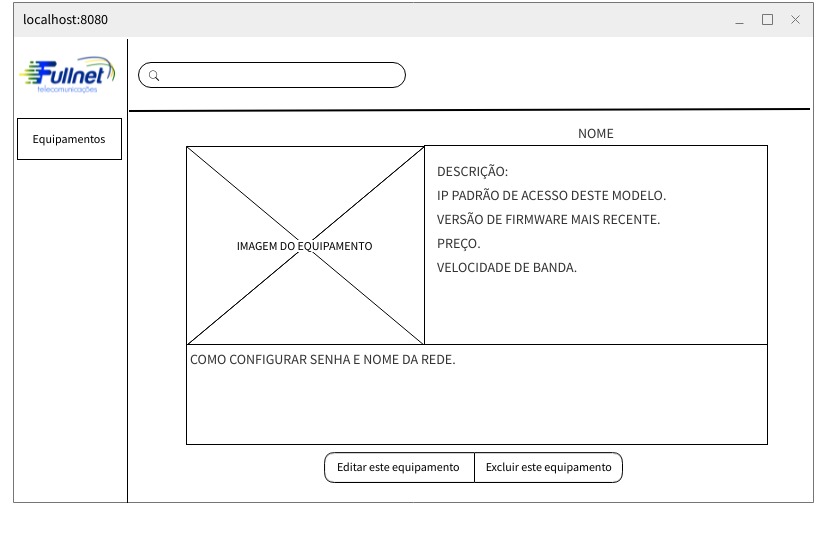 localhost:8080
Fullnet
telecomunicações
Equipamentos
NOME
IMAGEM DO EQUIPAMENTO
DESCRIÇÃO:
IP PADRÃO DE ACESSO DESTE MODELO.
VERSÃO DE FIRMWARE MAIS RECENTE.
PREÇO.
VELOCIDADE DE BANDA.
COMO CONFIGURAR SENHA E NOME DA REDE.
Editar este equipamento
Excluir este equipamento